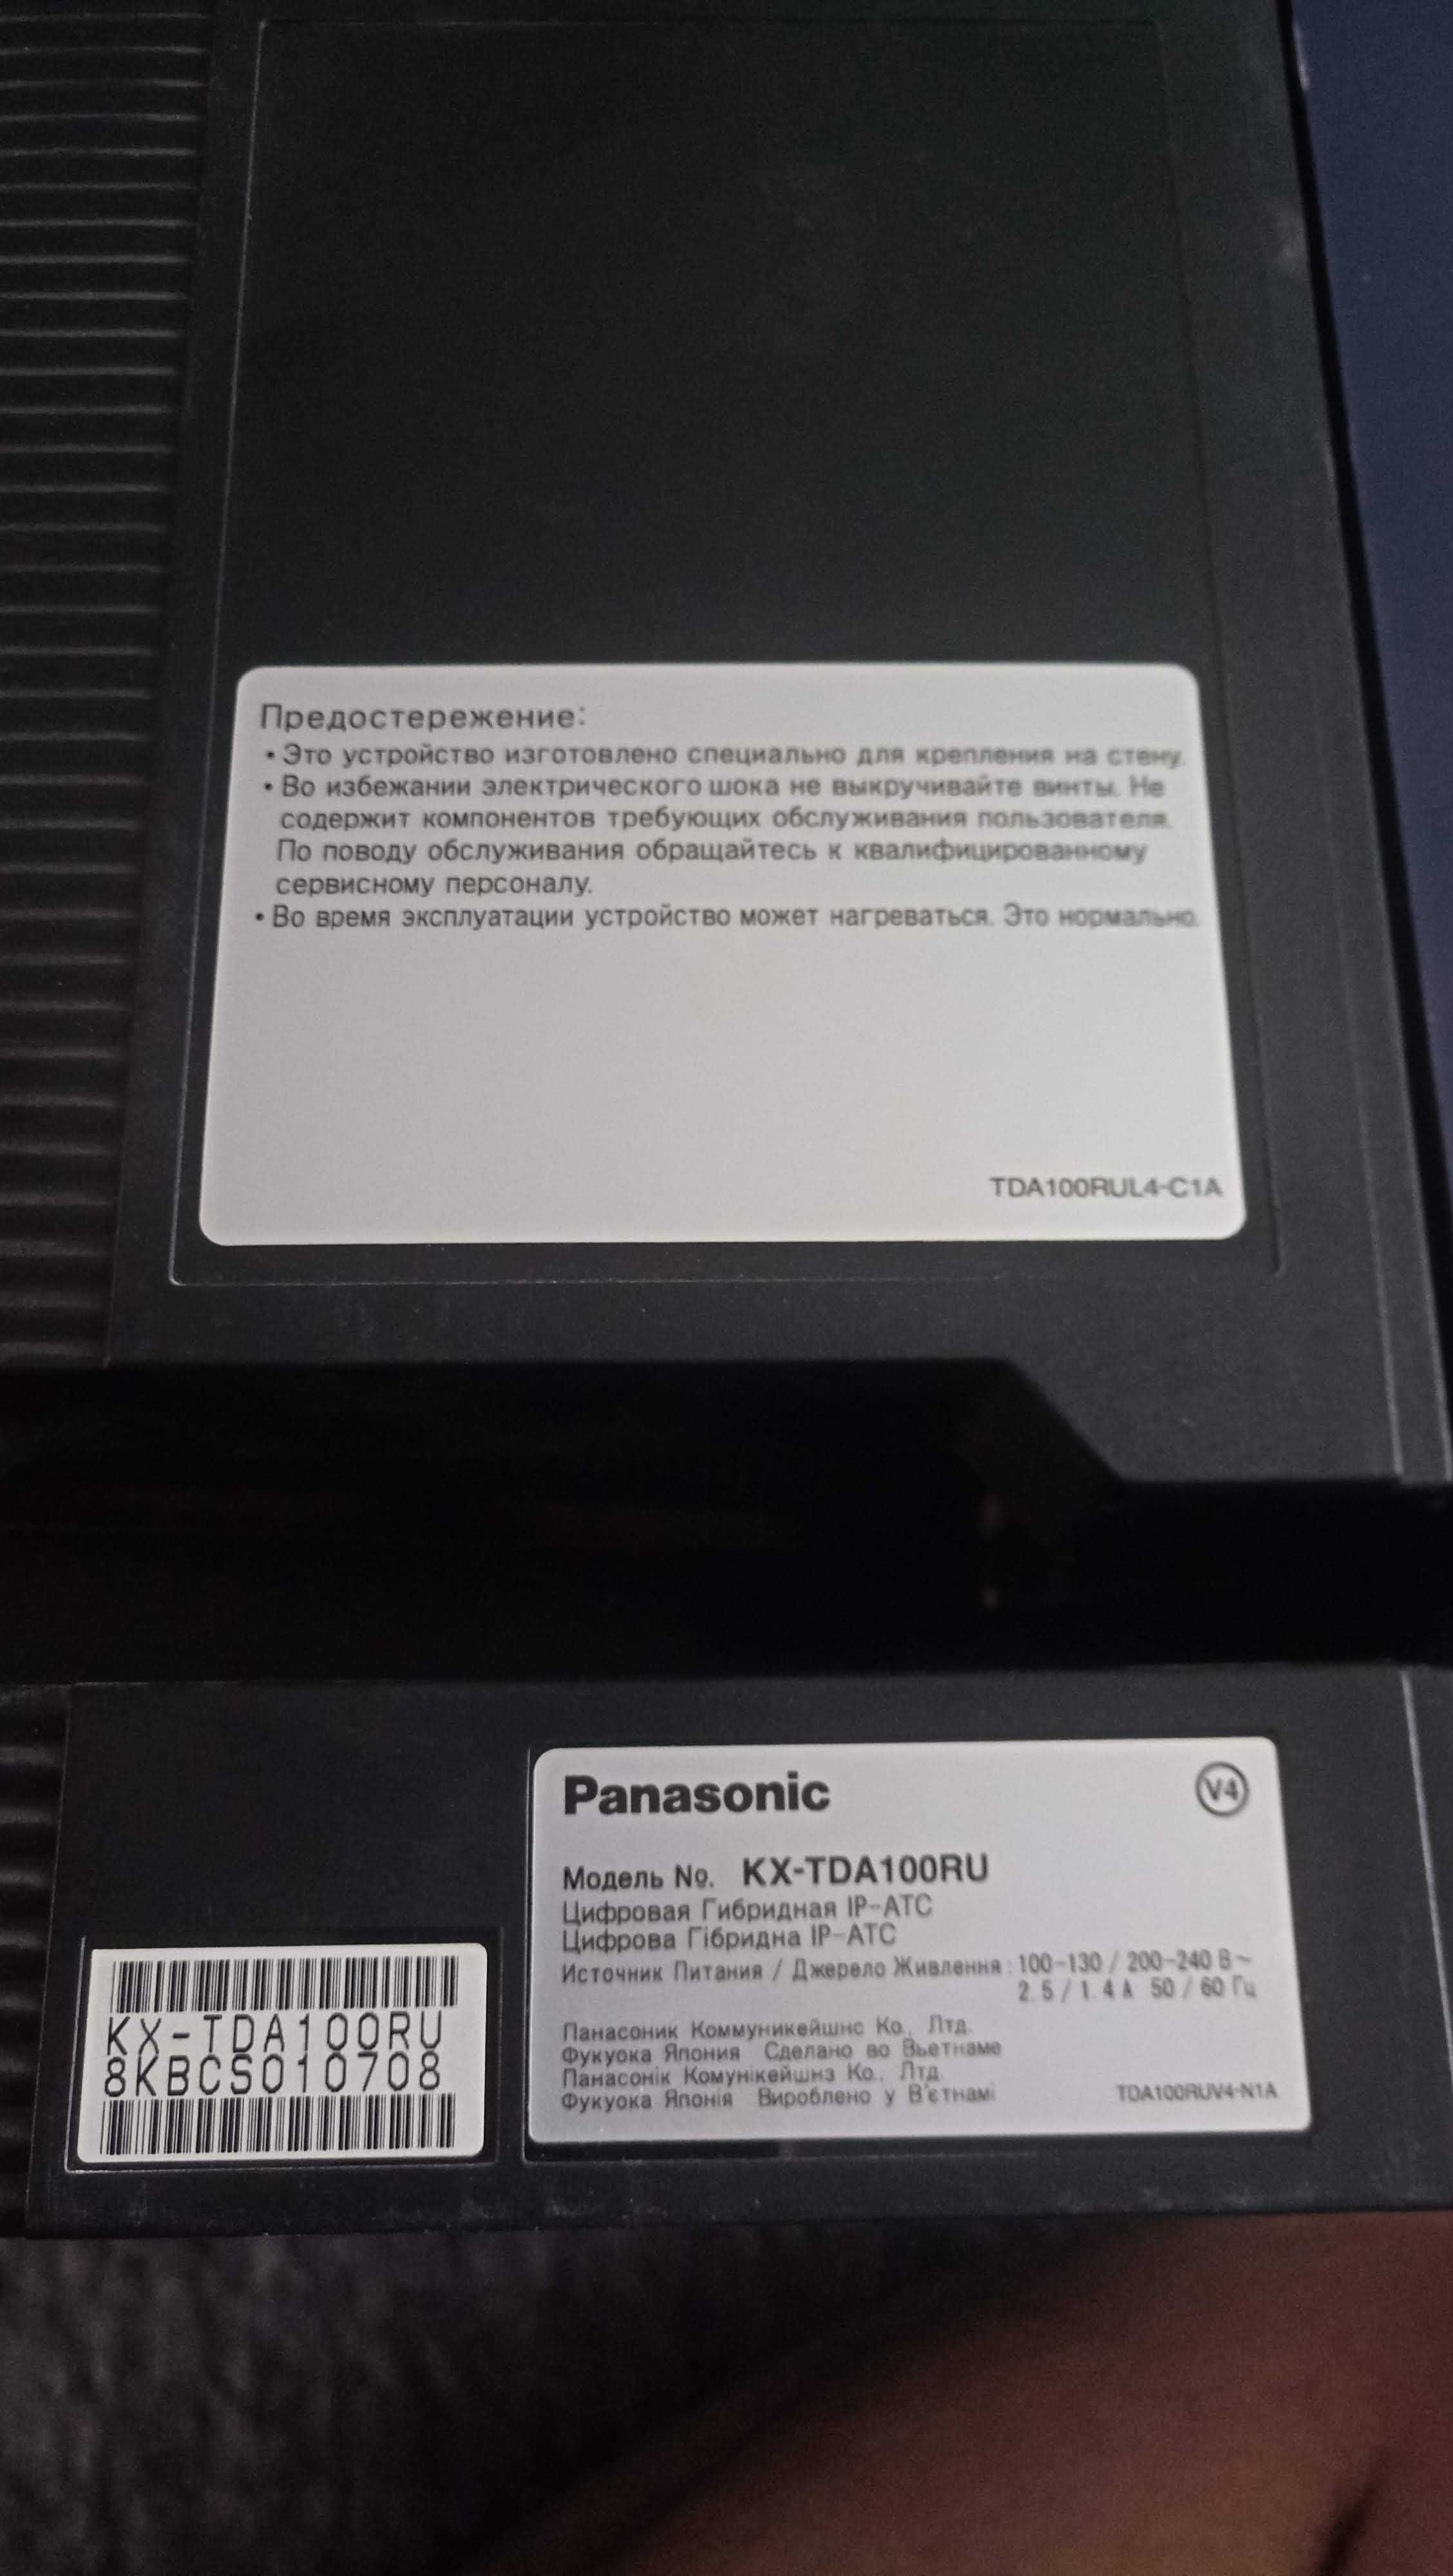 Предостережение:
• Это устройство изготовлено специально для крепления на стену.
• Во избежании электрического шока не выкручивайте винты. Не
содержит компонентов требующих обслуживания пользователя.
По поводу обслуживания обращайтесь к квалифицированному
сервисному персоналу.
• Во время эксплуатации устройство может нагреваться. Это нормально.
TDA100RUL4-C1A
Panasonic
V4
Модель No. KX-TDA100RU
Цифровая Гибридная IP-ATC
Цифрова Гібридна IP-ATC
Источник Питания / Джерело Живлення : 100-130 / 200-240 В ~
2.5 / 1.4 A 50 / 60 Гц
Панасоник Коммуникейшнс Ко., Лтд.
Фукуока Япония Сделано во Вьетнаме
Панасонік Комунікейшнз Ко., Лтд.
Фукуока Японія Вироблено у В'єтнамі
TDA100RUV4-N1A
KX-TDA100RU
8KBCS010708